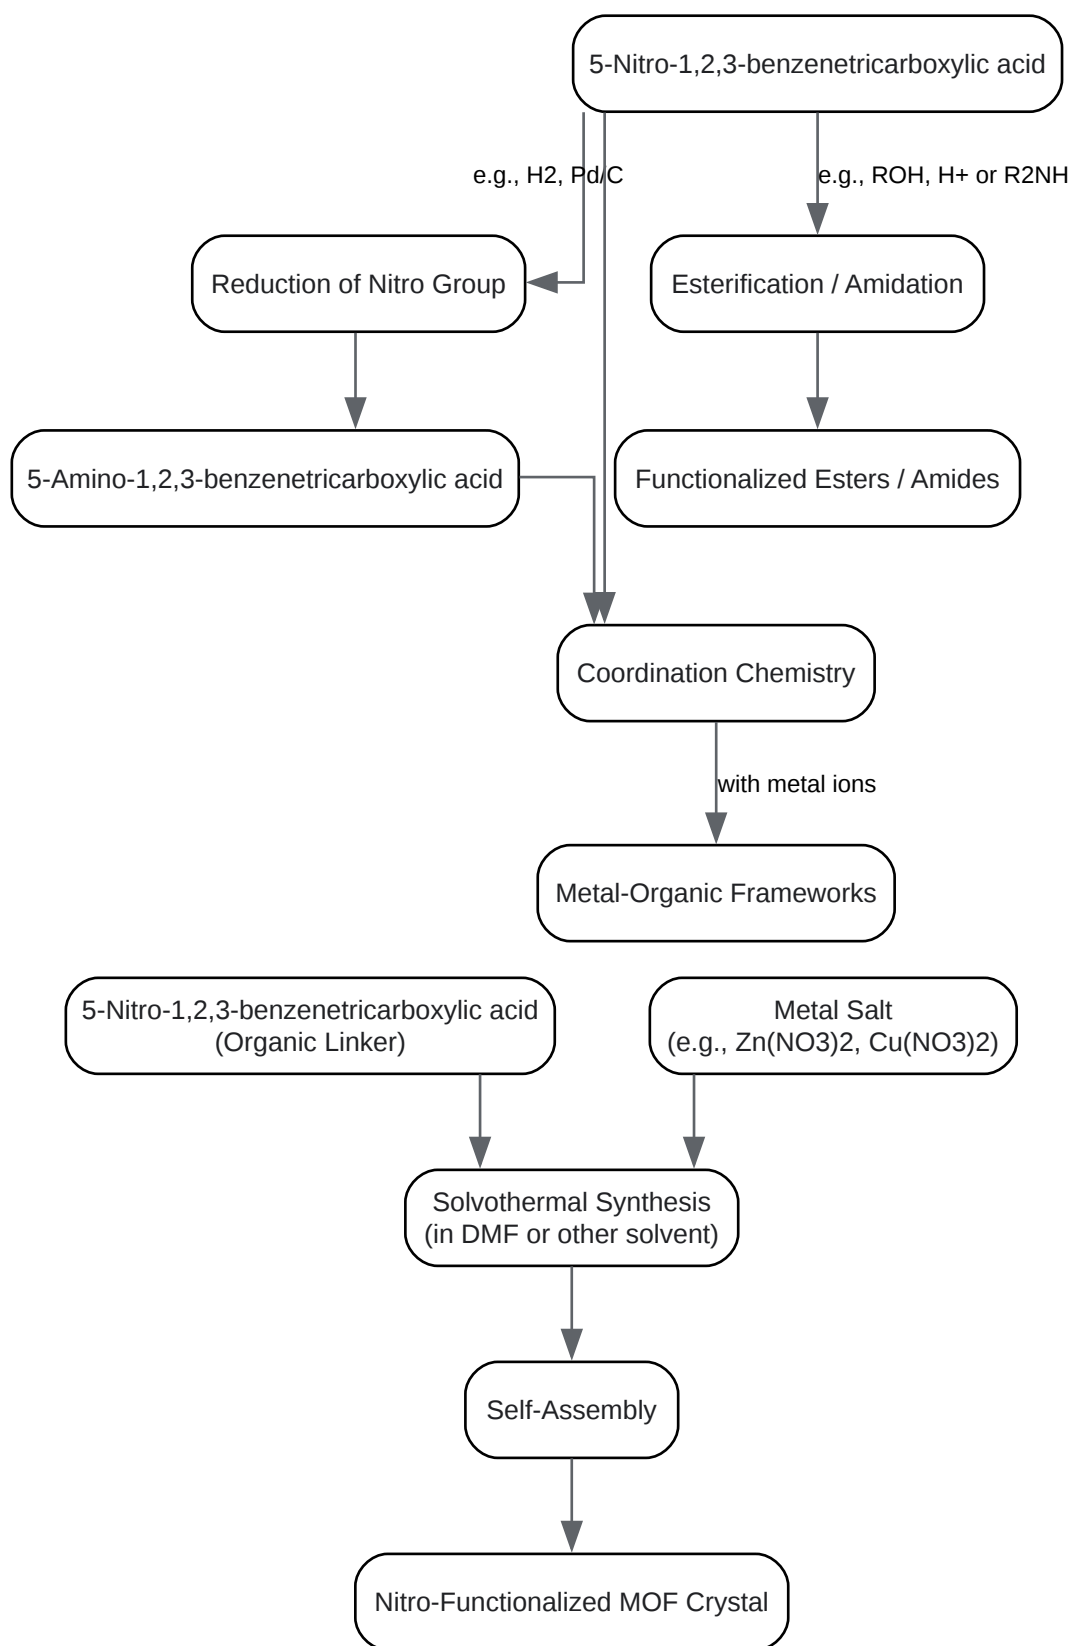 5-Nitro-1,2,3-benzenetricarboxylic acid
e.g., H2, Pd/C
e.g., ROH, H+ or R2NH
Reduction of Nitro Group
Esterification / Amidation
5-Amino-1,2,3-benzenetricarboxylic acid
Functionalized Esters / Amides
Coordination Chemistry
with metal ions
Metal-Organic Frameworks
5-Nitro-1,2,3-benzenetricarboxylic acid
(Organic Linker)
Metal Salt
(e.g., Zn(NO3)2, Cu(NO3)2)
Solvothermal Synthesis
(in DMF or other solvent)
Self-Assembly
Nitro-Functionalized MOF Crystal